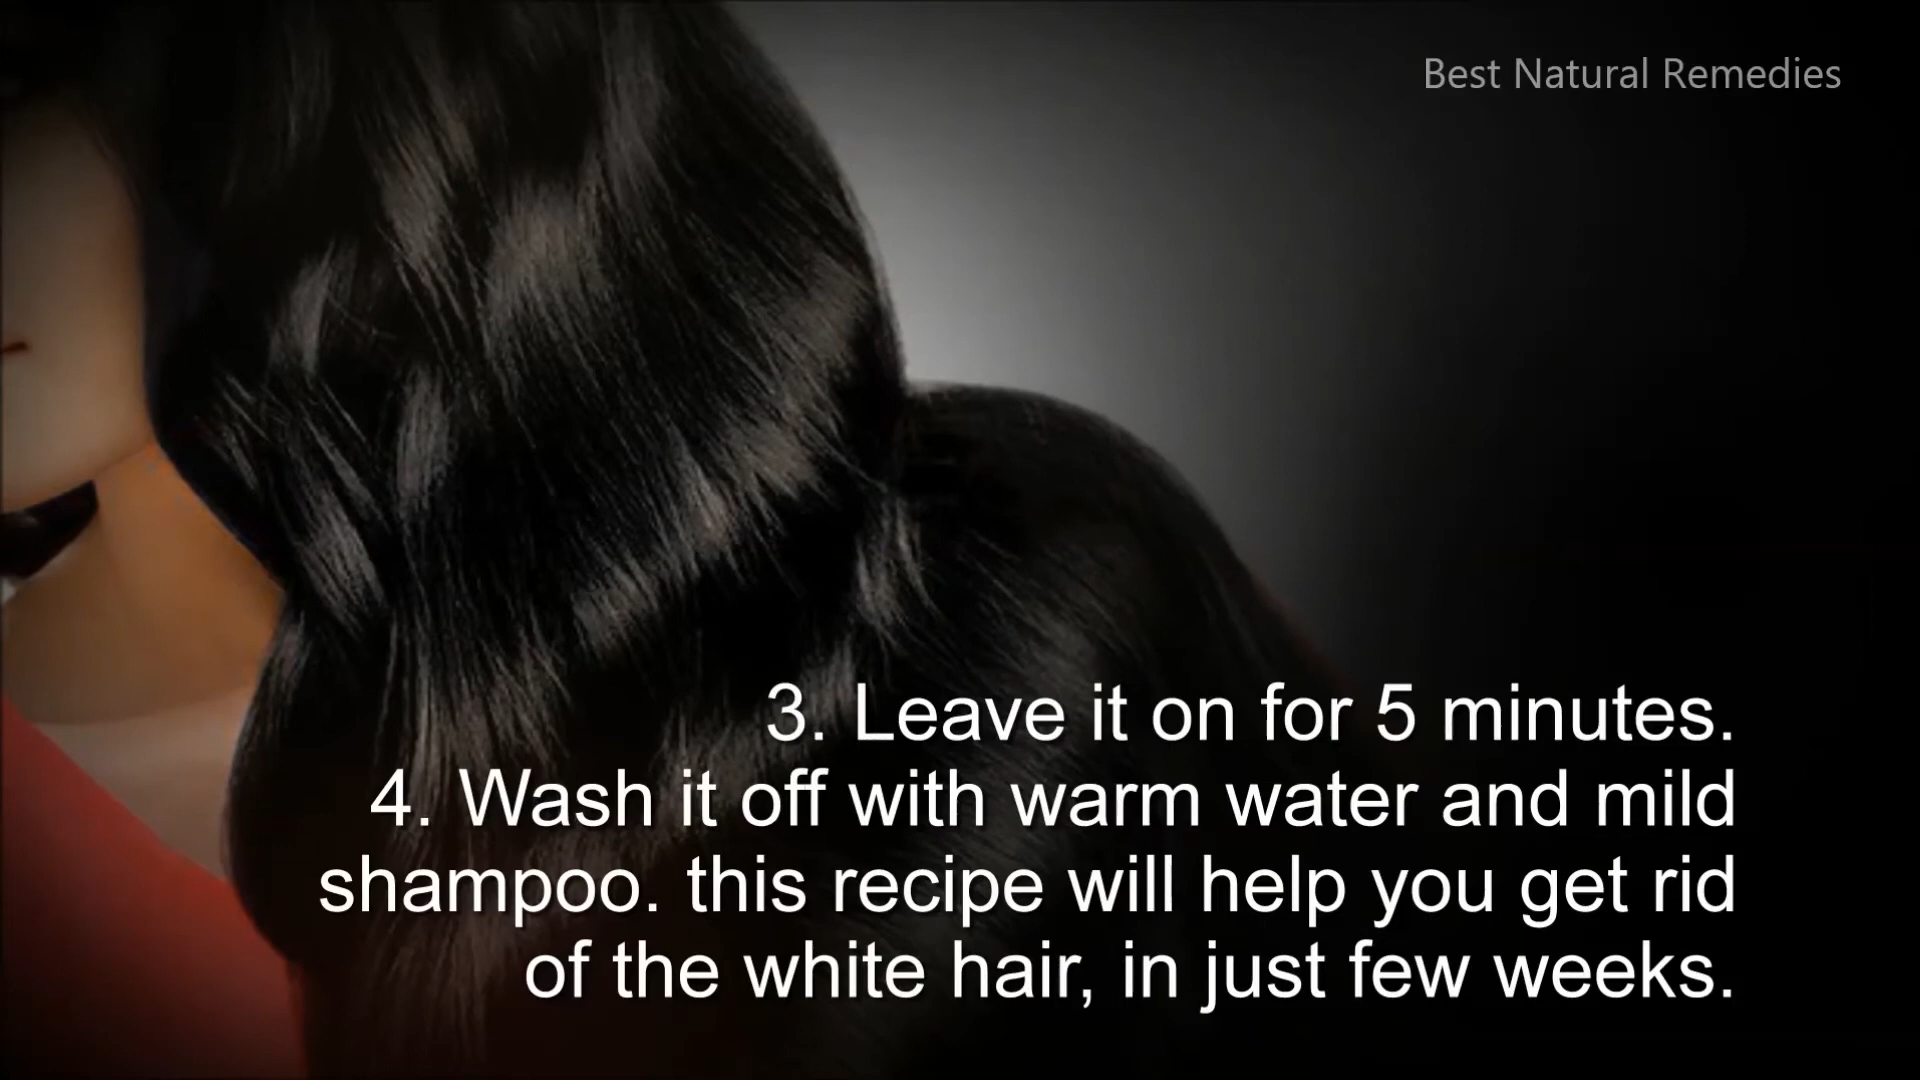 Best Natural Remedies
3. Leave it on for 5 minutes.
4. Wash it off with warm water and mild
shampoo. this recipe will help you get rid
of the white hair, in just few weeks.